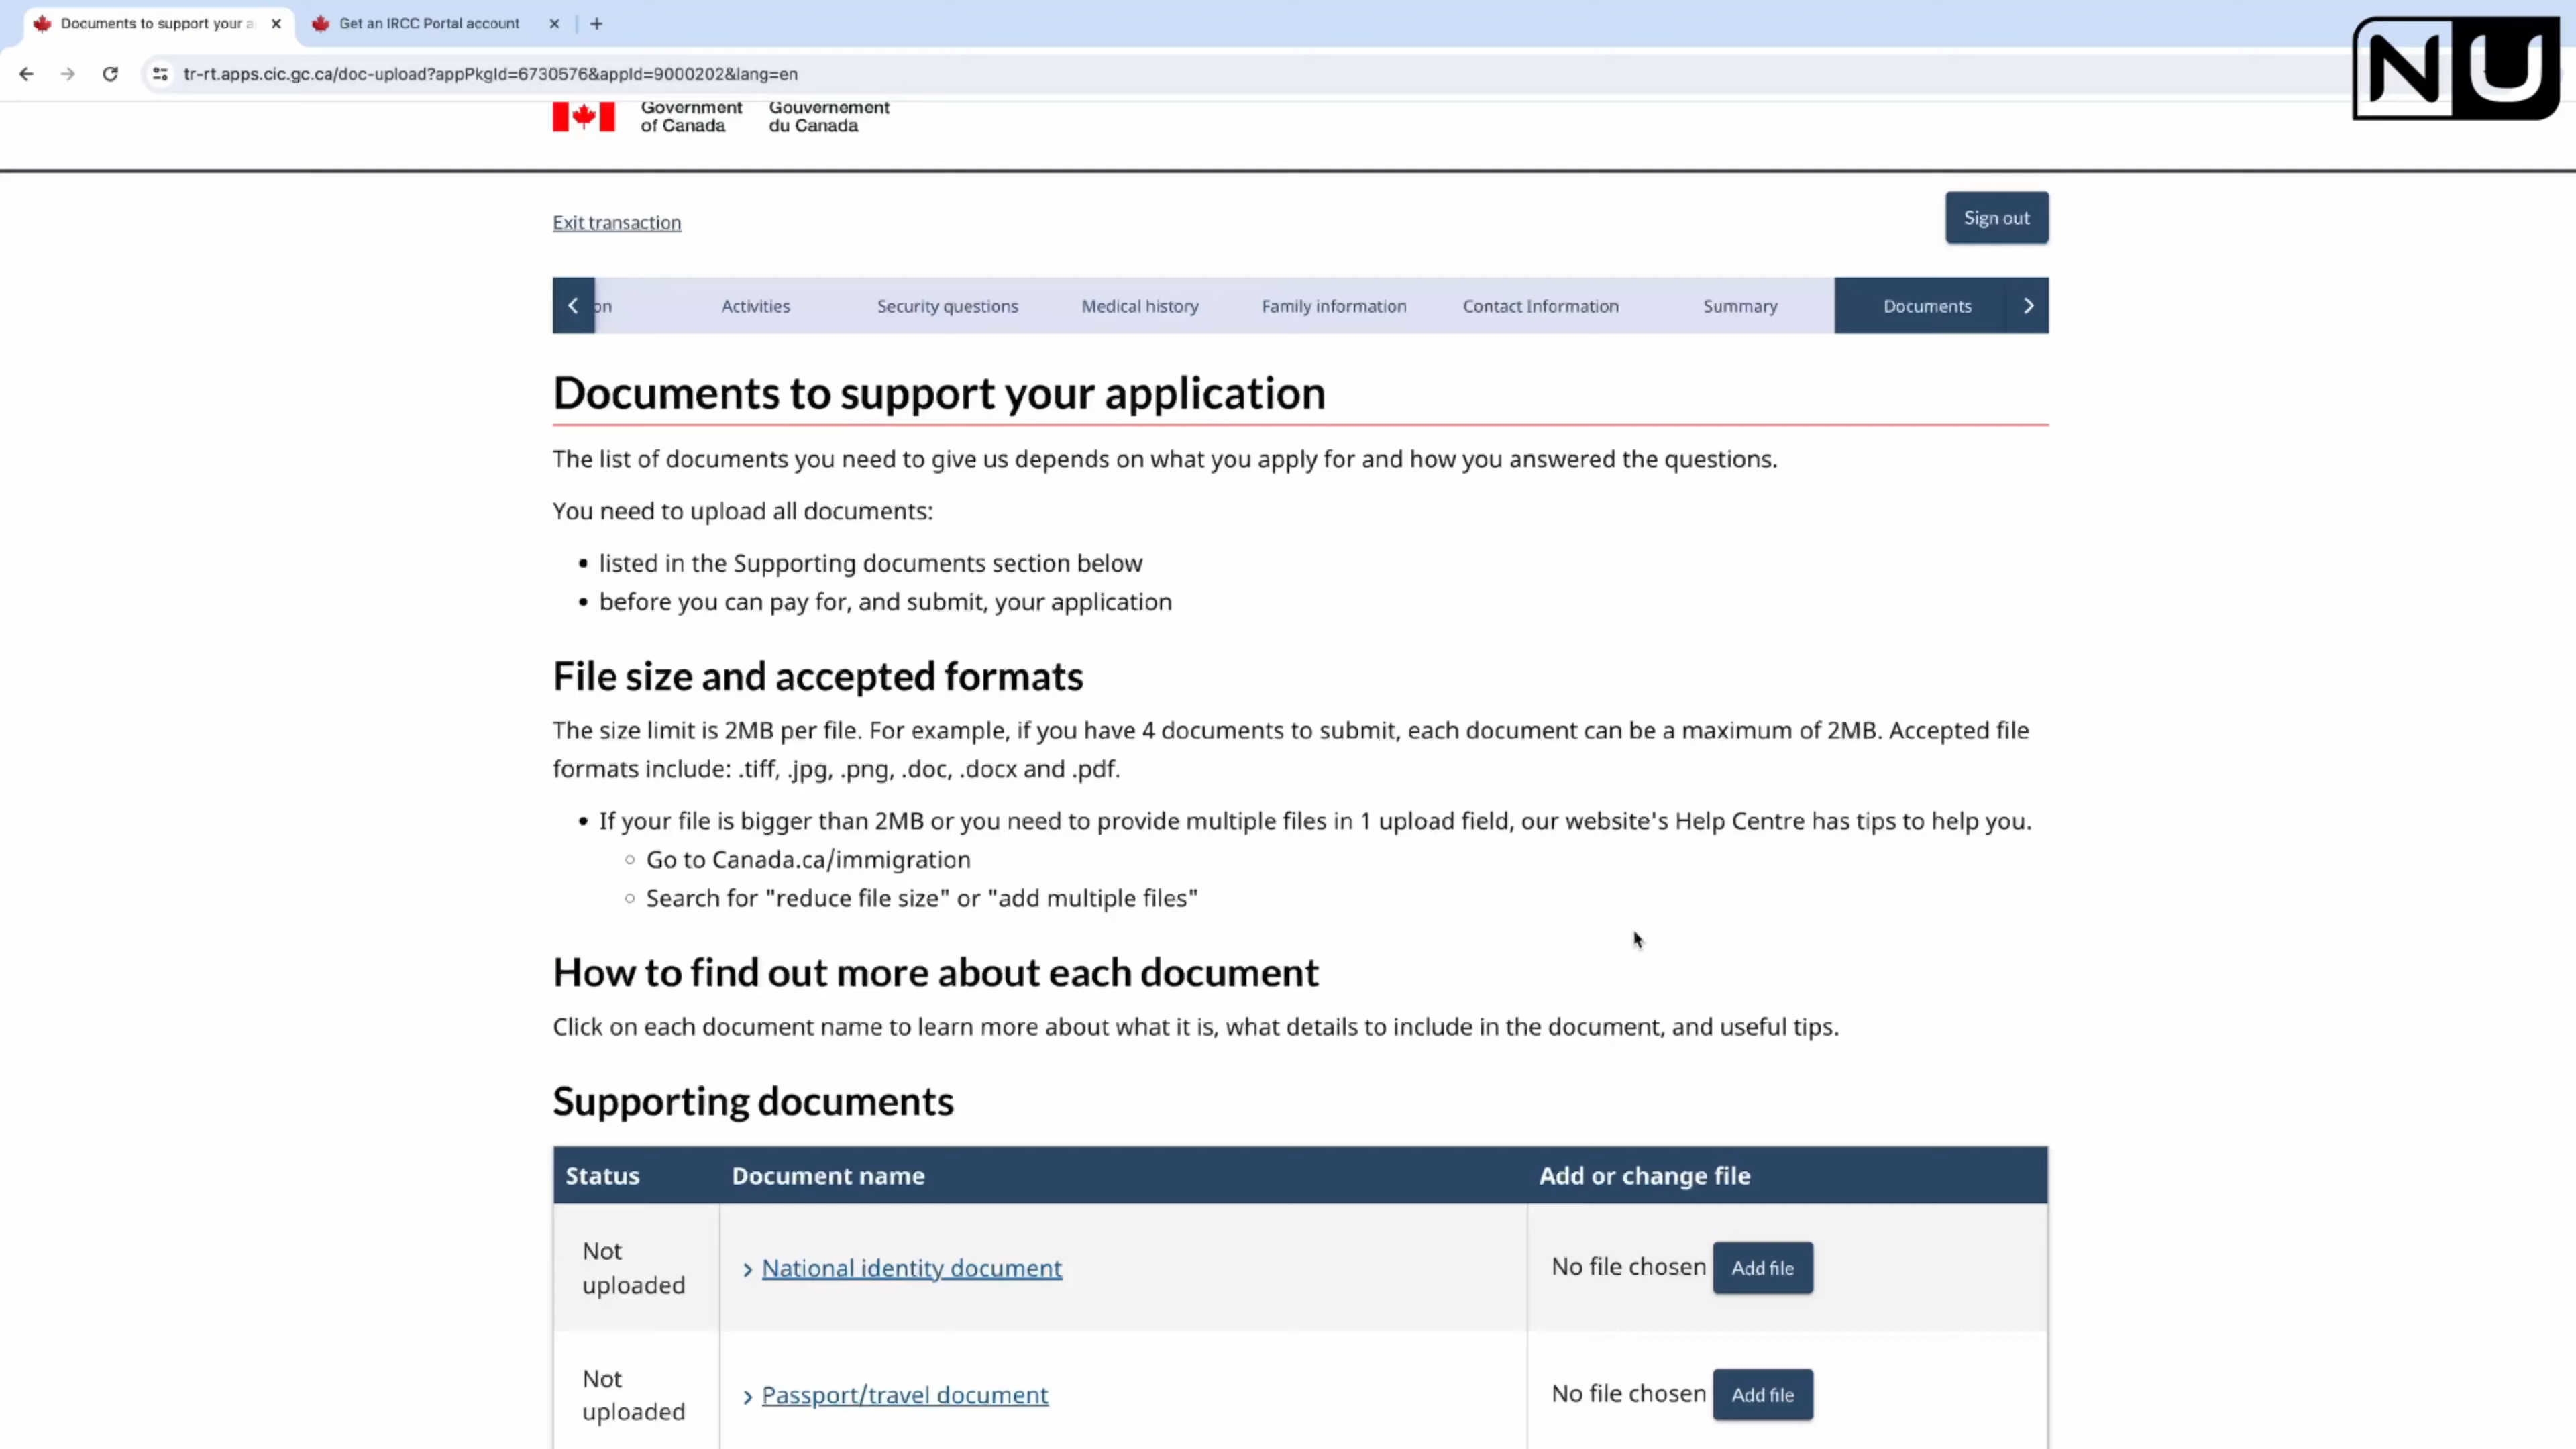 Documents to support your a
Get an IRCC Portal account
tr-rt.apps.cic.gc.ca/doc-upload?appPkgId=6730576&appId=9000202&lang=en
NU
Government of Canada
Gouvernement du Canada
Exit transaction
Sign out
on Activities Security questions Medical history Family information Contact Information Summary Documents
Documents to support your application
The list of documents you need to give us depends on what you apply for and how you answered the questions.
You need to upload all documents:
• listed in the Supporting documents section below
• before you can pay for, and submit, your application
File size and accepted formats
The size limit is 2MB per file. For example, if you have 4 documents to submit, each document can be a maximum of 2MB. Accepted file
formats include: .tiff, .jpg, .png, .doc, .docx and .pdf.
• If your file is bigger than 2MB or you need to provide multiple files in 1 upload field, our website's Help Centre has tips to help you.
○ Go to Canada.ca/immigration
○ Search for "reduce file size" or "add multiple files"
How to find out more about each document
Click on each document name to learn more about what it is, what details to include in the document, and useful tips.
Supporting documents
Status Document name Add or change file
Not uploaded
National identity document
No file chosen Add file
Not uploaded
Passport/travel document
No file chosen Add file